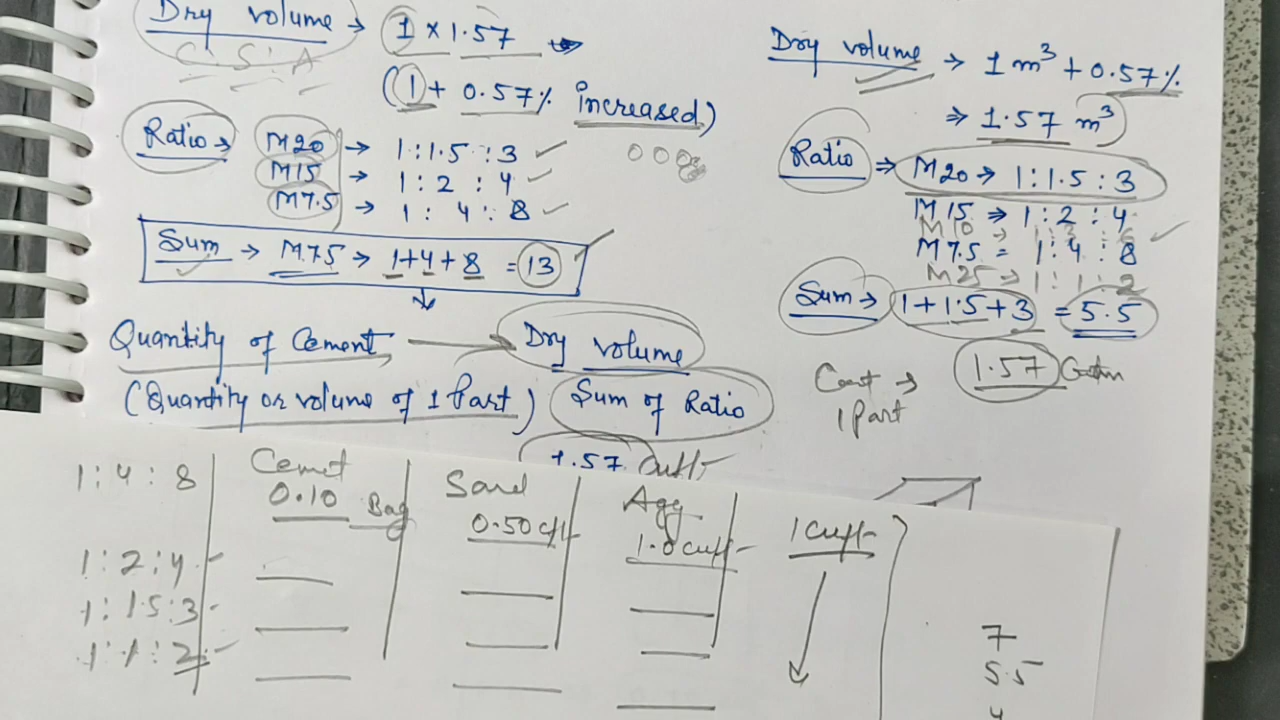 Dry volume → 1 × 1.57
C : S : A
(1 + 0.57% increased)
Ratio → M20 → 1 : 1.5 : 3
M15 → 1 : 2 : 4
M7.5 → 1 : 4 : 8
Sum → M7.5 → 1+4+8 = 13
Quantity of Cement → Dry volume
(Quantity or volume of 1 Part) Sum of Ratio
1.57 cuft
Dry volume → 1 m³ + 0.57%
⇒ 1.57 m³
Ratio ⇒ M20 → 1 : 1.5 : 3
M15 ⇒ 1 : 2 : 4
M10 → 1 : 3 : 6
M7.5 = 1 : 4 : 8
M25 → 1 : 1 : 2
Sum → 1+1.5+3 = 5.5
→ 1.57
1 Part
Cemet Sand Agg
1 : 4 : 8 0.10 Bag 0.50 cft 1.0 cuft 1 cuft
1 : 2 : 4
1 : 1.5 : 3
1 : 1 : 2
7
5.5
4